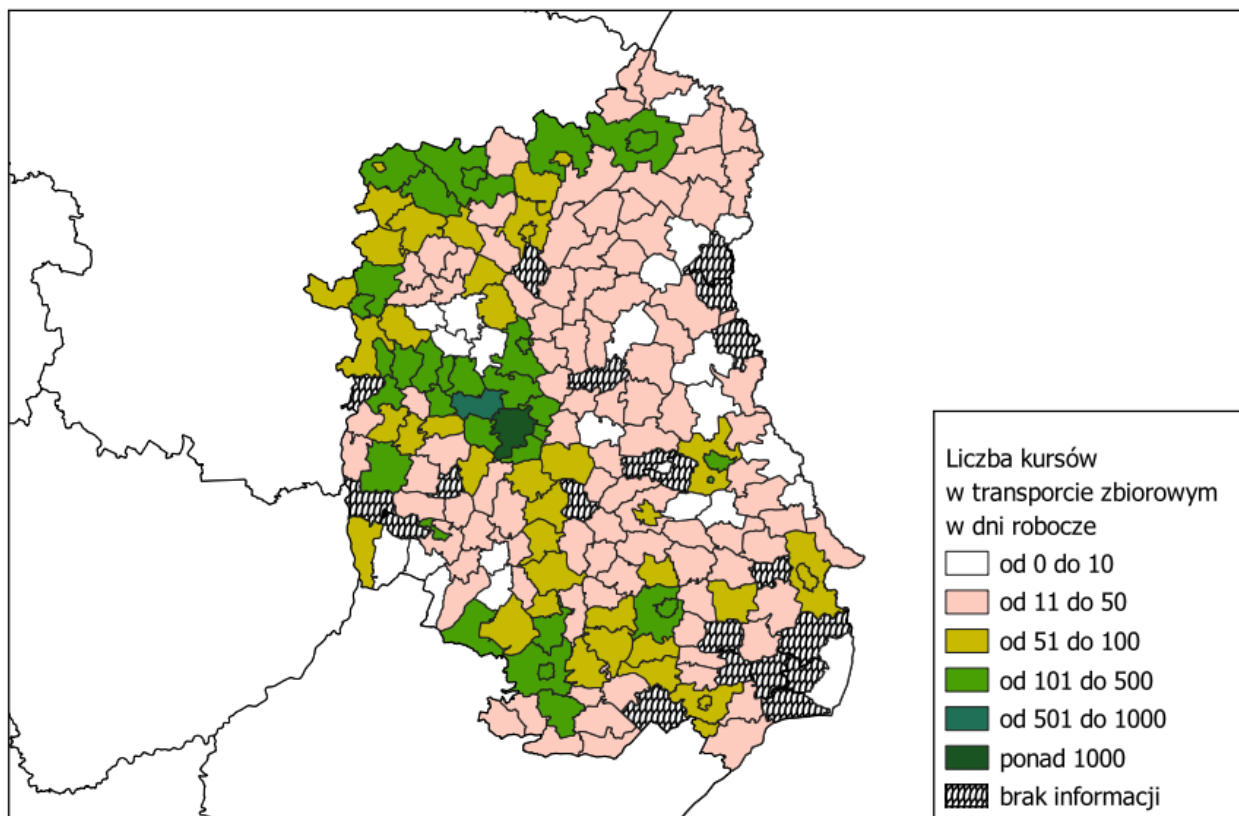 Liczba kursów
w transporcie zbiorowym
w dni robocze
od 0 do 10
od 11 do 50
od 51 do 100
od 101 do 500
od 501 do 1000
ponad 1000
brak informacji